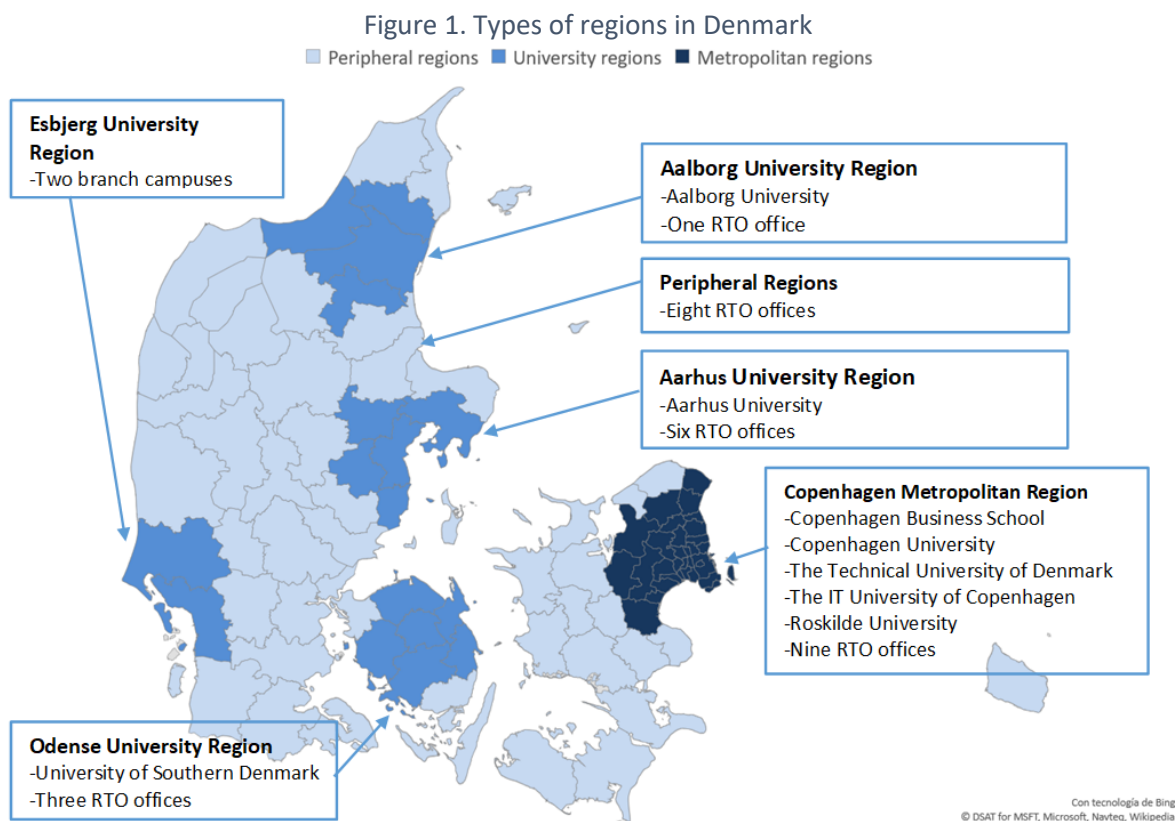 Figure 1. Types of regions in Denmark
Peripheral regions University regions Metropolitan regions
Esbjerg University
Region
-Two branch campuses
Aalborg University Region
-Aalborg University
-One RTO office
Peripheral Regions
-Eight RTO offices
Aarhus University Region
-Aarhus University
-Six RTO offices
Copenhagen Metropolitan Region
-Copenhagen Business School
-Copenhagen University
-The Technical University of Denmark
-The IT University of Copenhagen
-Roskilde University
-Nine RTO offices
Odense University Region
-University of Southern Denmark
-Three RTO offices
Con tecnología de Bing
© DSAT for MSFT, Microsoft, Navteq, Wikipedia